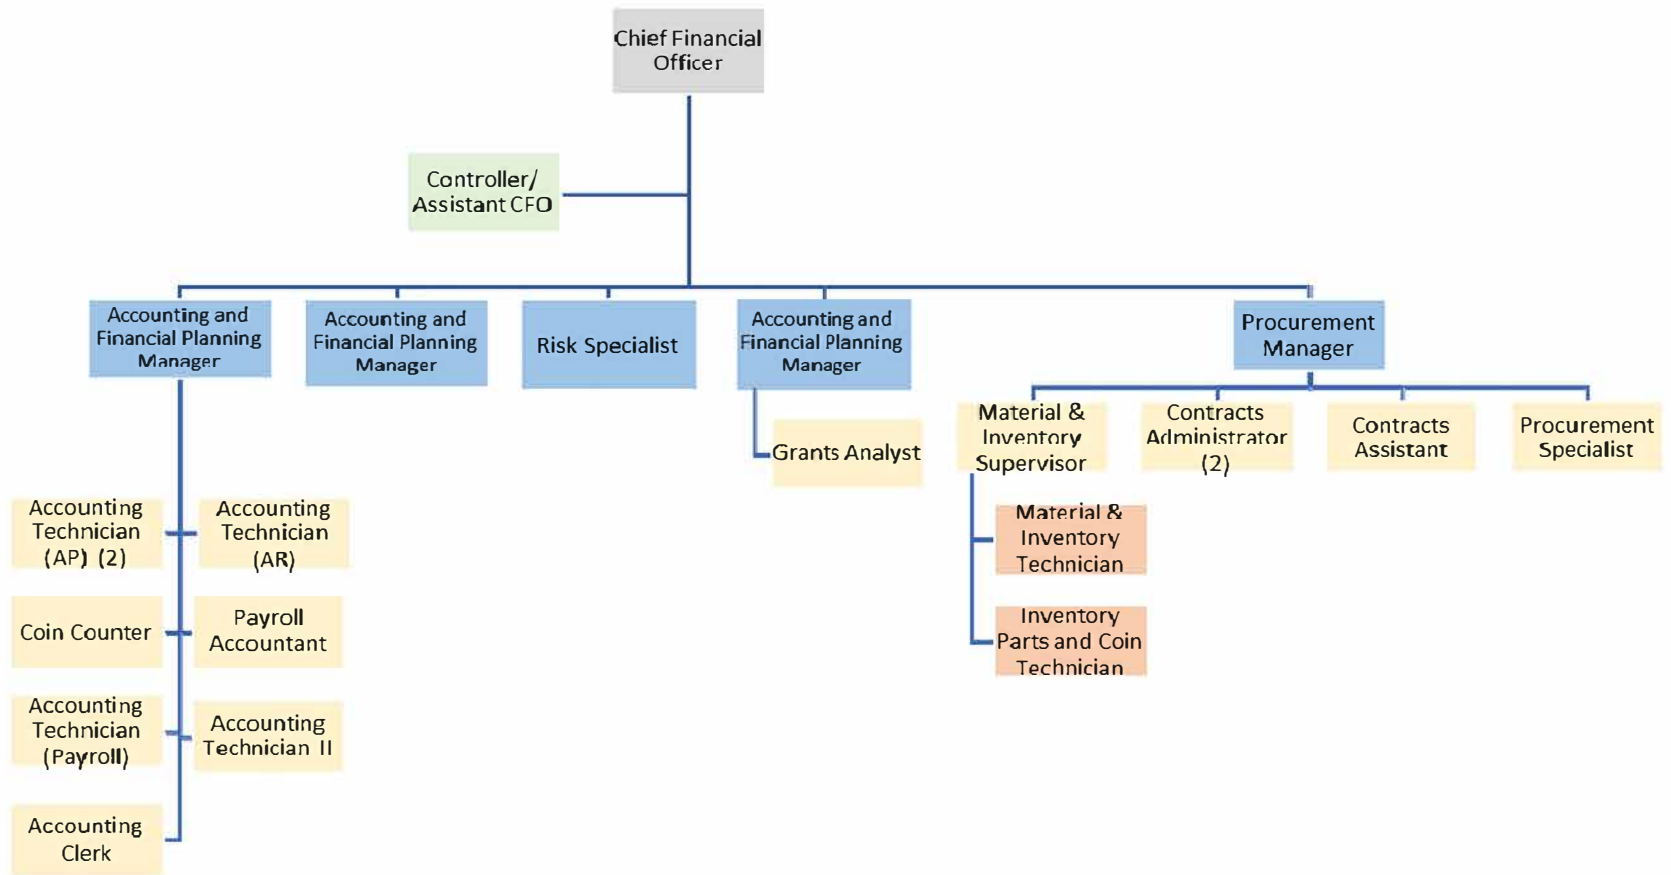 Chief Financial
Officer
Controller/
Assistant CFO
Accounting and
Financial Planning
Manager
Accounting and
Financial Planning
Manager
Risk Specialist
Accounting and
Financial Planning
Manager
Procurement
Manager
Grants Analyst
Material &
Inventory
Supervisor
Contracts
Administrator
(2)
Contracts
Assistant
Procurement
Specialist
Accounting
Technician
(AP) (2)
Accounting
Technician
(AR)
Material &
Inventory
Technician
Coin Counter
Payroll
Accountant
Inventory
Parts and Coin
Technician
Accounting
Technician
(Payroll)
Accounting
Technician II
Accounting
Clerk